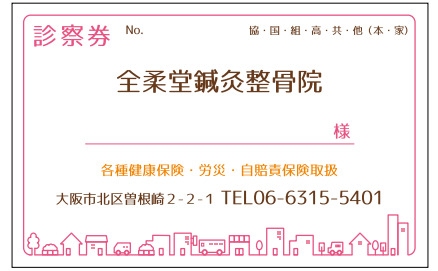 診察券 No. 協・国・組・高・共・他（本・家）
全柔堂鍼灸整骨院
様
各種健康保険・労災・自賠責保険取扱
大阪市北区曽根崎２-２-１ TEL06-6315-5401